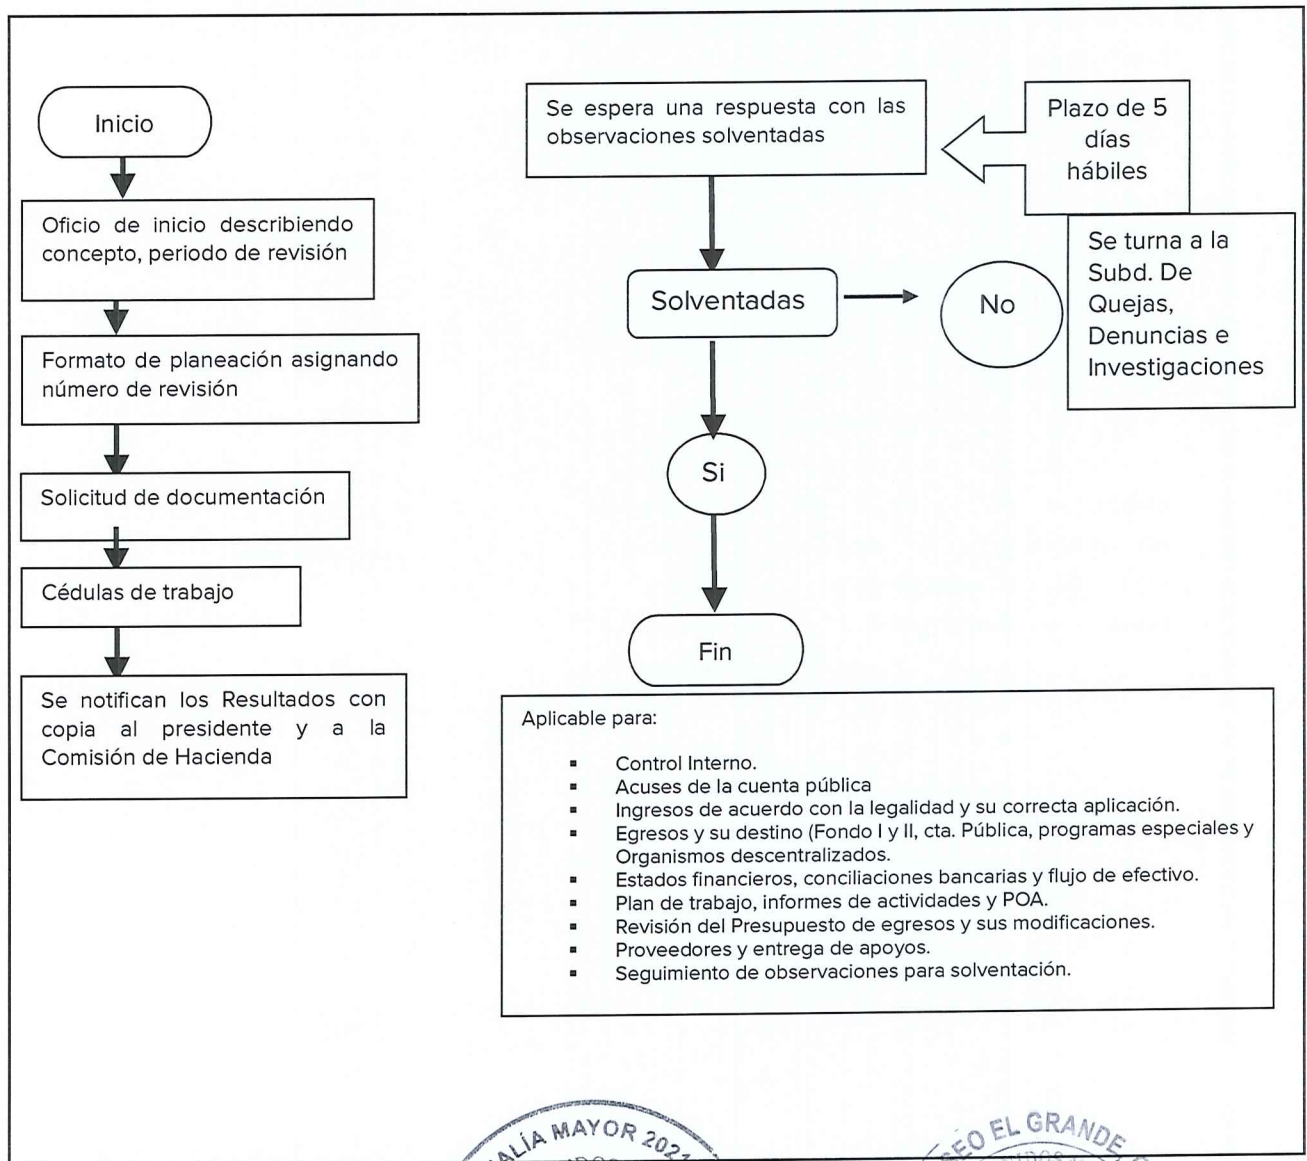 Inicio
Oficio de inicio describiendo
concepto, periodo de revisión
Formato de planeación asignando
número de revisión
Solicitud de documentación
Cédulas de trabajo
Se notifican los Resultados con
copia al presidente y a la
Comisión de Hacienda
Se espera una respuesta con las
observaciones solventadas
Plazo de 5
días
hábiles
Solventadas
No
Se turna a la
Subd. De
Quejas,
Denuncias e
Investigaciones
Si
Fin
Aplicable para:
▪ Control Interno.
▪ Acuses de la cuenta pública
▪ Ingresos de acuerdo con la legalidad y su correcta aplicación.
▪ Egresos y su destino (Fondo I y II, cta. Pública, programas especiales y
Organismos descentralizados.
▪ Estados financieros, conciliaciones bancarias y flujo de efectivo.
▪ Plan de trabajo, informes de actividades y POA.
▪ Revisión del Presupuesto de egresos y sus modificaciones.
▪ Proveedores y entrega de apoyos.
▪ Seguimiento de observaciones para solventación.
ALÍA MAYOR 2021
SEO EL GRANDE,